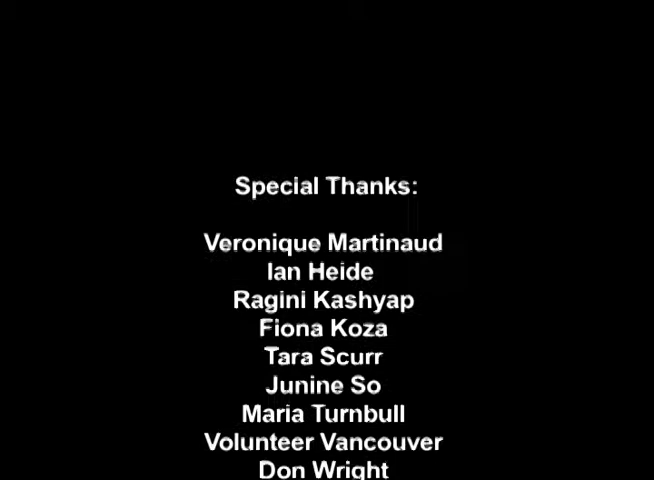 Special Thanks:
Veronique Martinaud
Ian Heide
Ragini Kashyap
Fiona Koza
Tara Scurr
Junine So
Maria Turnbull
Volunteer Vancouver
Don Wright